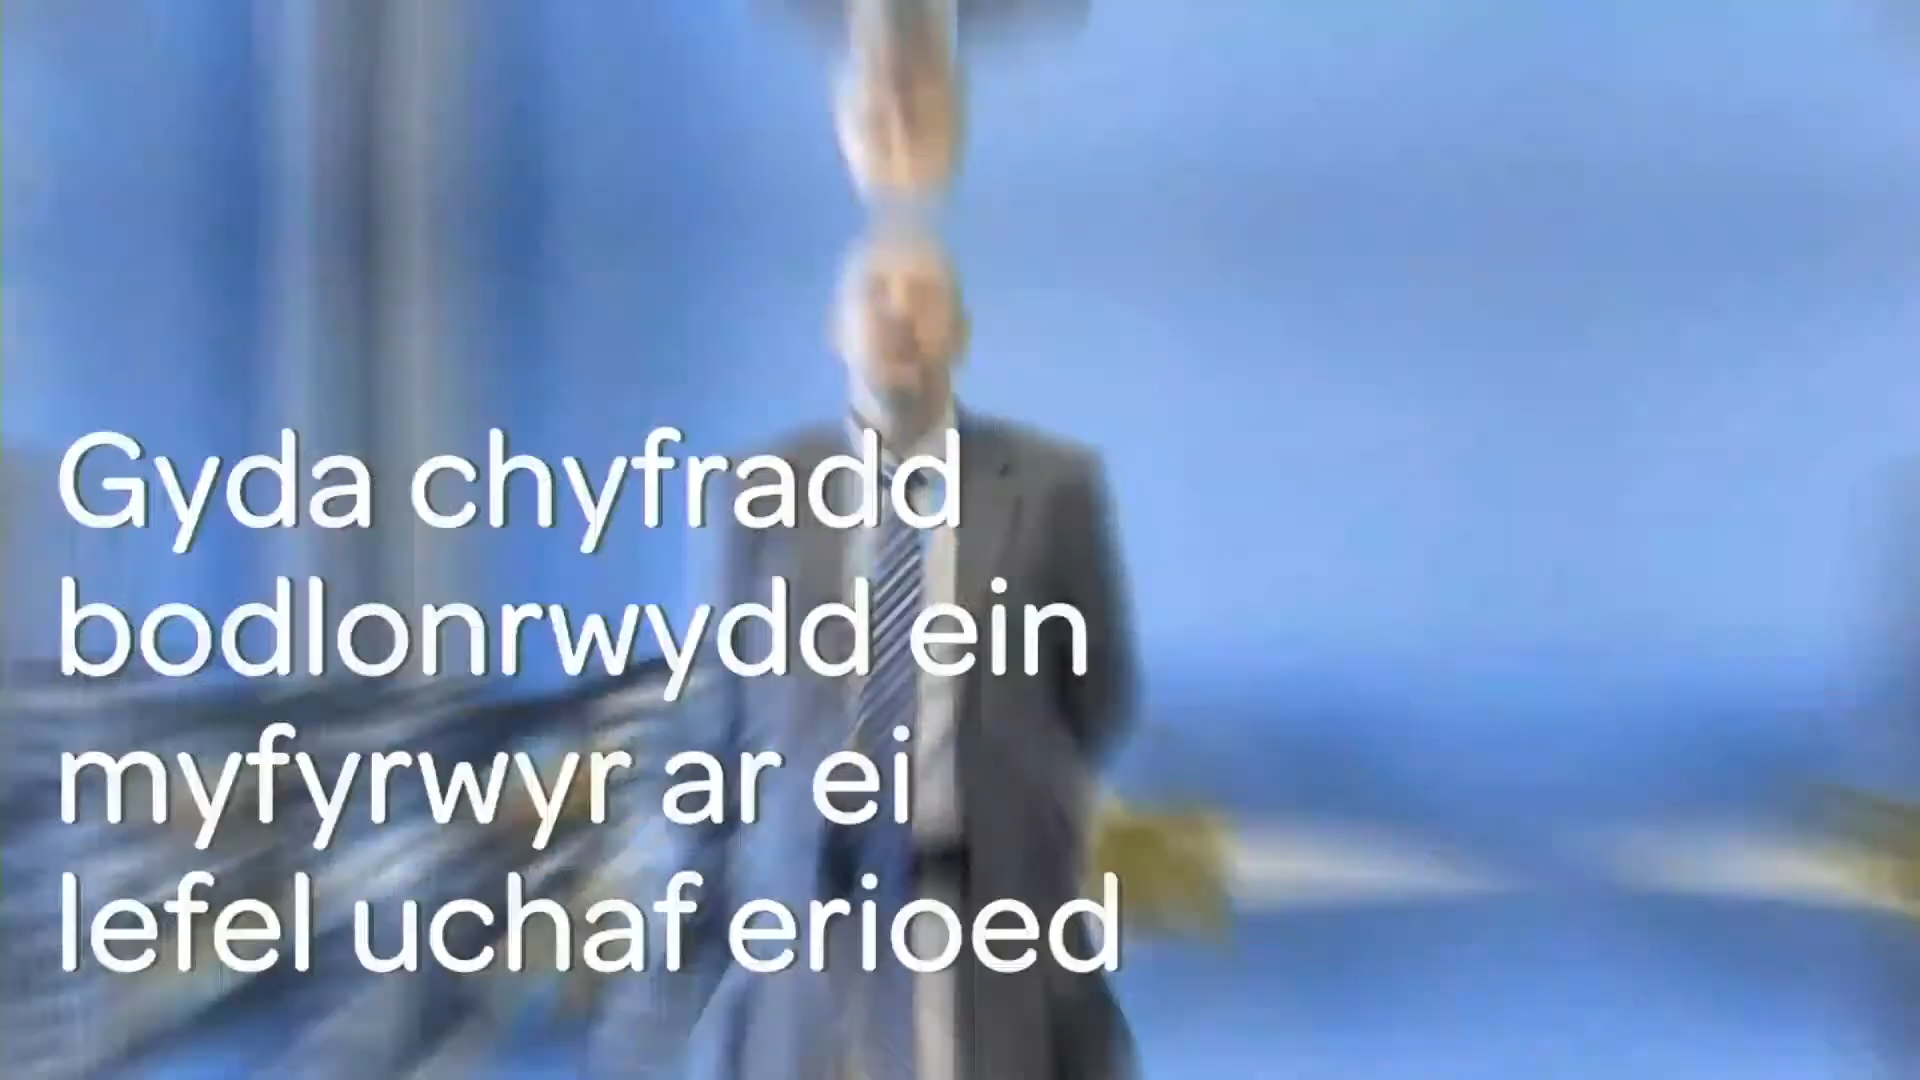 Gyda chyfradd
bodlonrwydd ein
myfyrwyr ar ei
lefel uchaf erioed